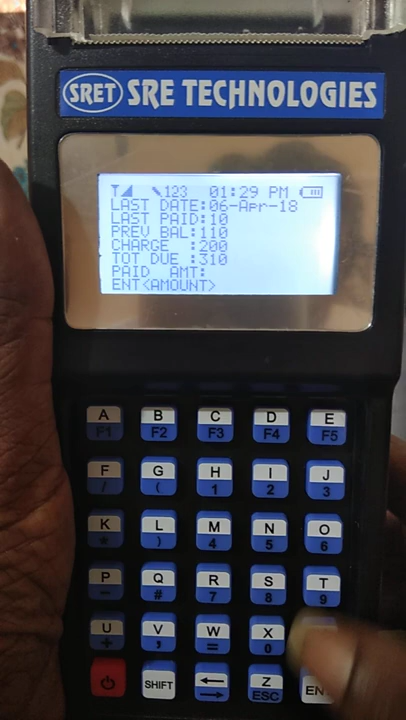 SRET SRE TECHNOLOGIES
123 01:29 PM
LAST DATE:06-Apr-18
LAST PAID:10
PREV BAL:110
CHARGE :200
TOT DUE :310
PAID AMT:
ENT<AMOUNT>
A B C D E
F1 F2 F3 F4 F5
F G H I J
/ ( 1 2 3
K L M N O
* ) 4 5 6
P Q R S T
- # 7 8 9
U V W X
+ , = 0
SHIFT Z EN
ESC